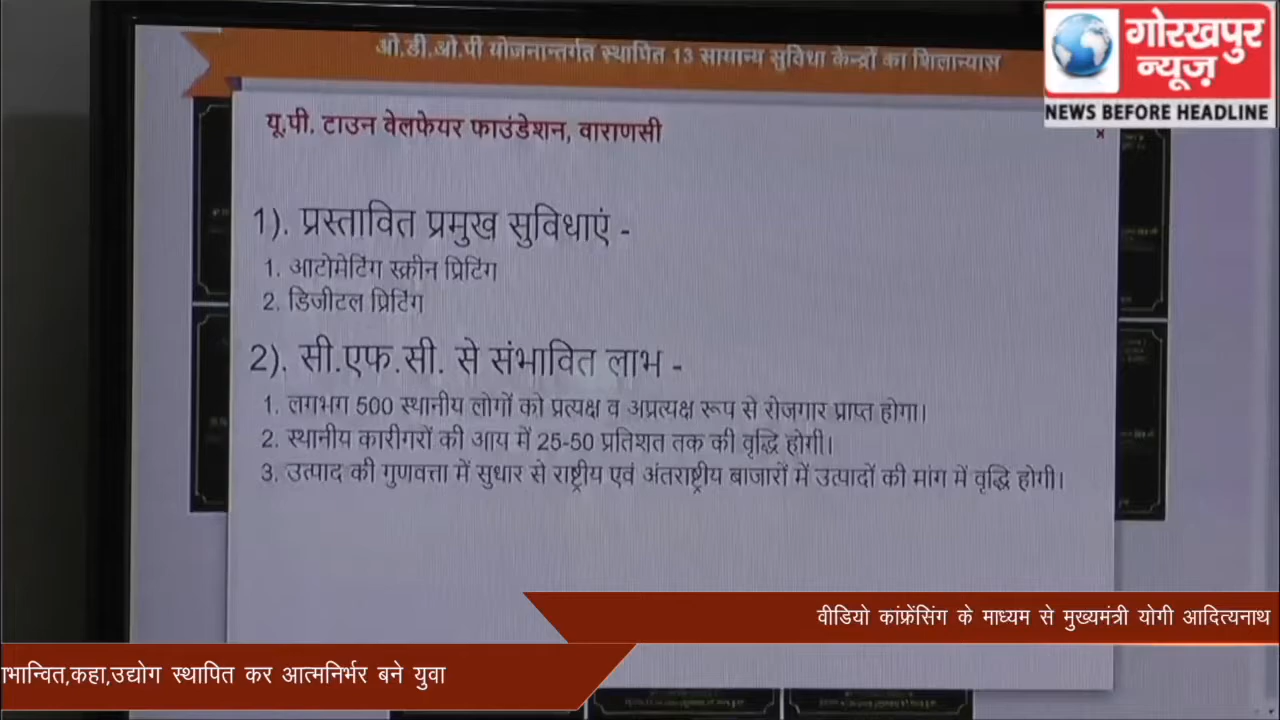 ओ.डी.ओ.पी योजनान्तर्गत स्थापित 13 सामान्य सुविधा केन्द्रों का शिलान्यास
गोरखपुर
न्यूज़
NEWS BEFORE HEADLINE
यू.पी. टाउन वेलफेयर फाउंडेशन, वाराणसी
1). प्रस्तावित प्रमुख सुविधाएं -
1. आटोमेटिंग स्क्रीन प्रिटिंग
2. डिजीटल प्रिटिंग
2). सी.एफ.सी. से संभावित लाभ -
1. लगभग 500 स्थानीय लोगों को प्रत्यक्ष व अप्रत्यक्ष रूप से रोजगार प्राप्त होगा।
2. स्थानीय कारीगरों की आय में 25-50 प्रतिशत तक की वृद्धि होगी।
3. उत्पाद की गुणवत्ता में सुधार से राष्ट्रीय एवं अंतराष्ट्रीय बाजारों में उत्पादों की मांग में वृद्धि होगी।
वीडियो कांफ्रेंसिंग के माध्यम से मुख्यमंत्री योगी आदित्यनाथ
ाभान्वित,कहा,उद्योग स्थापित कर आत्मनिर्भर बने युवा